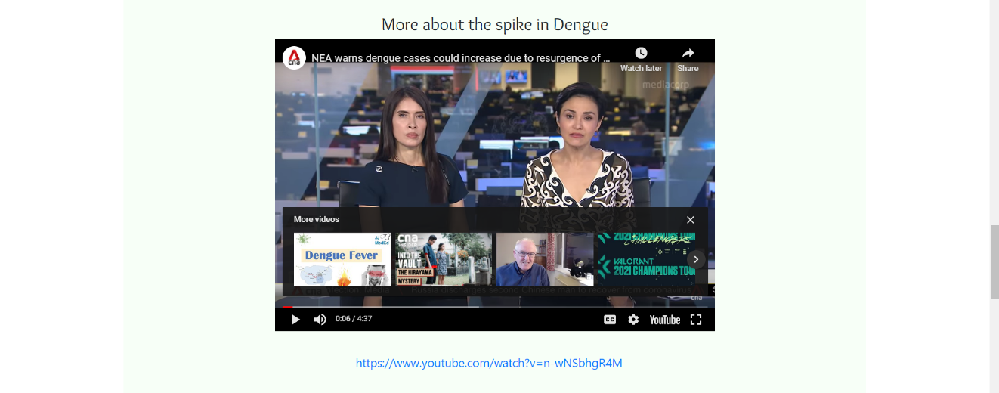 More about the spike in Dengue
cna
NEA warns dengue cases could increase due to resurgence of ...
Watch later
Share
mediacorp
More videos
MedEd
Dengue Fever
cna
INSIDER
INTO THE
VAULT
THE HIRAYAMA
MYSTERY
2021 CHAMPIONS TOUR
CHALLENGERS
VALORANT
2021 CHAMPIONS TOUR
Russia discharges second Chinese man to recover from coronavirus
cna
0:06 / 4:37
CC
YouTube
https://www.youtube.com/watch?v=n-wNSbhgR4M